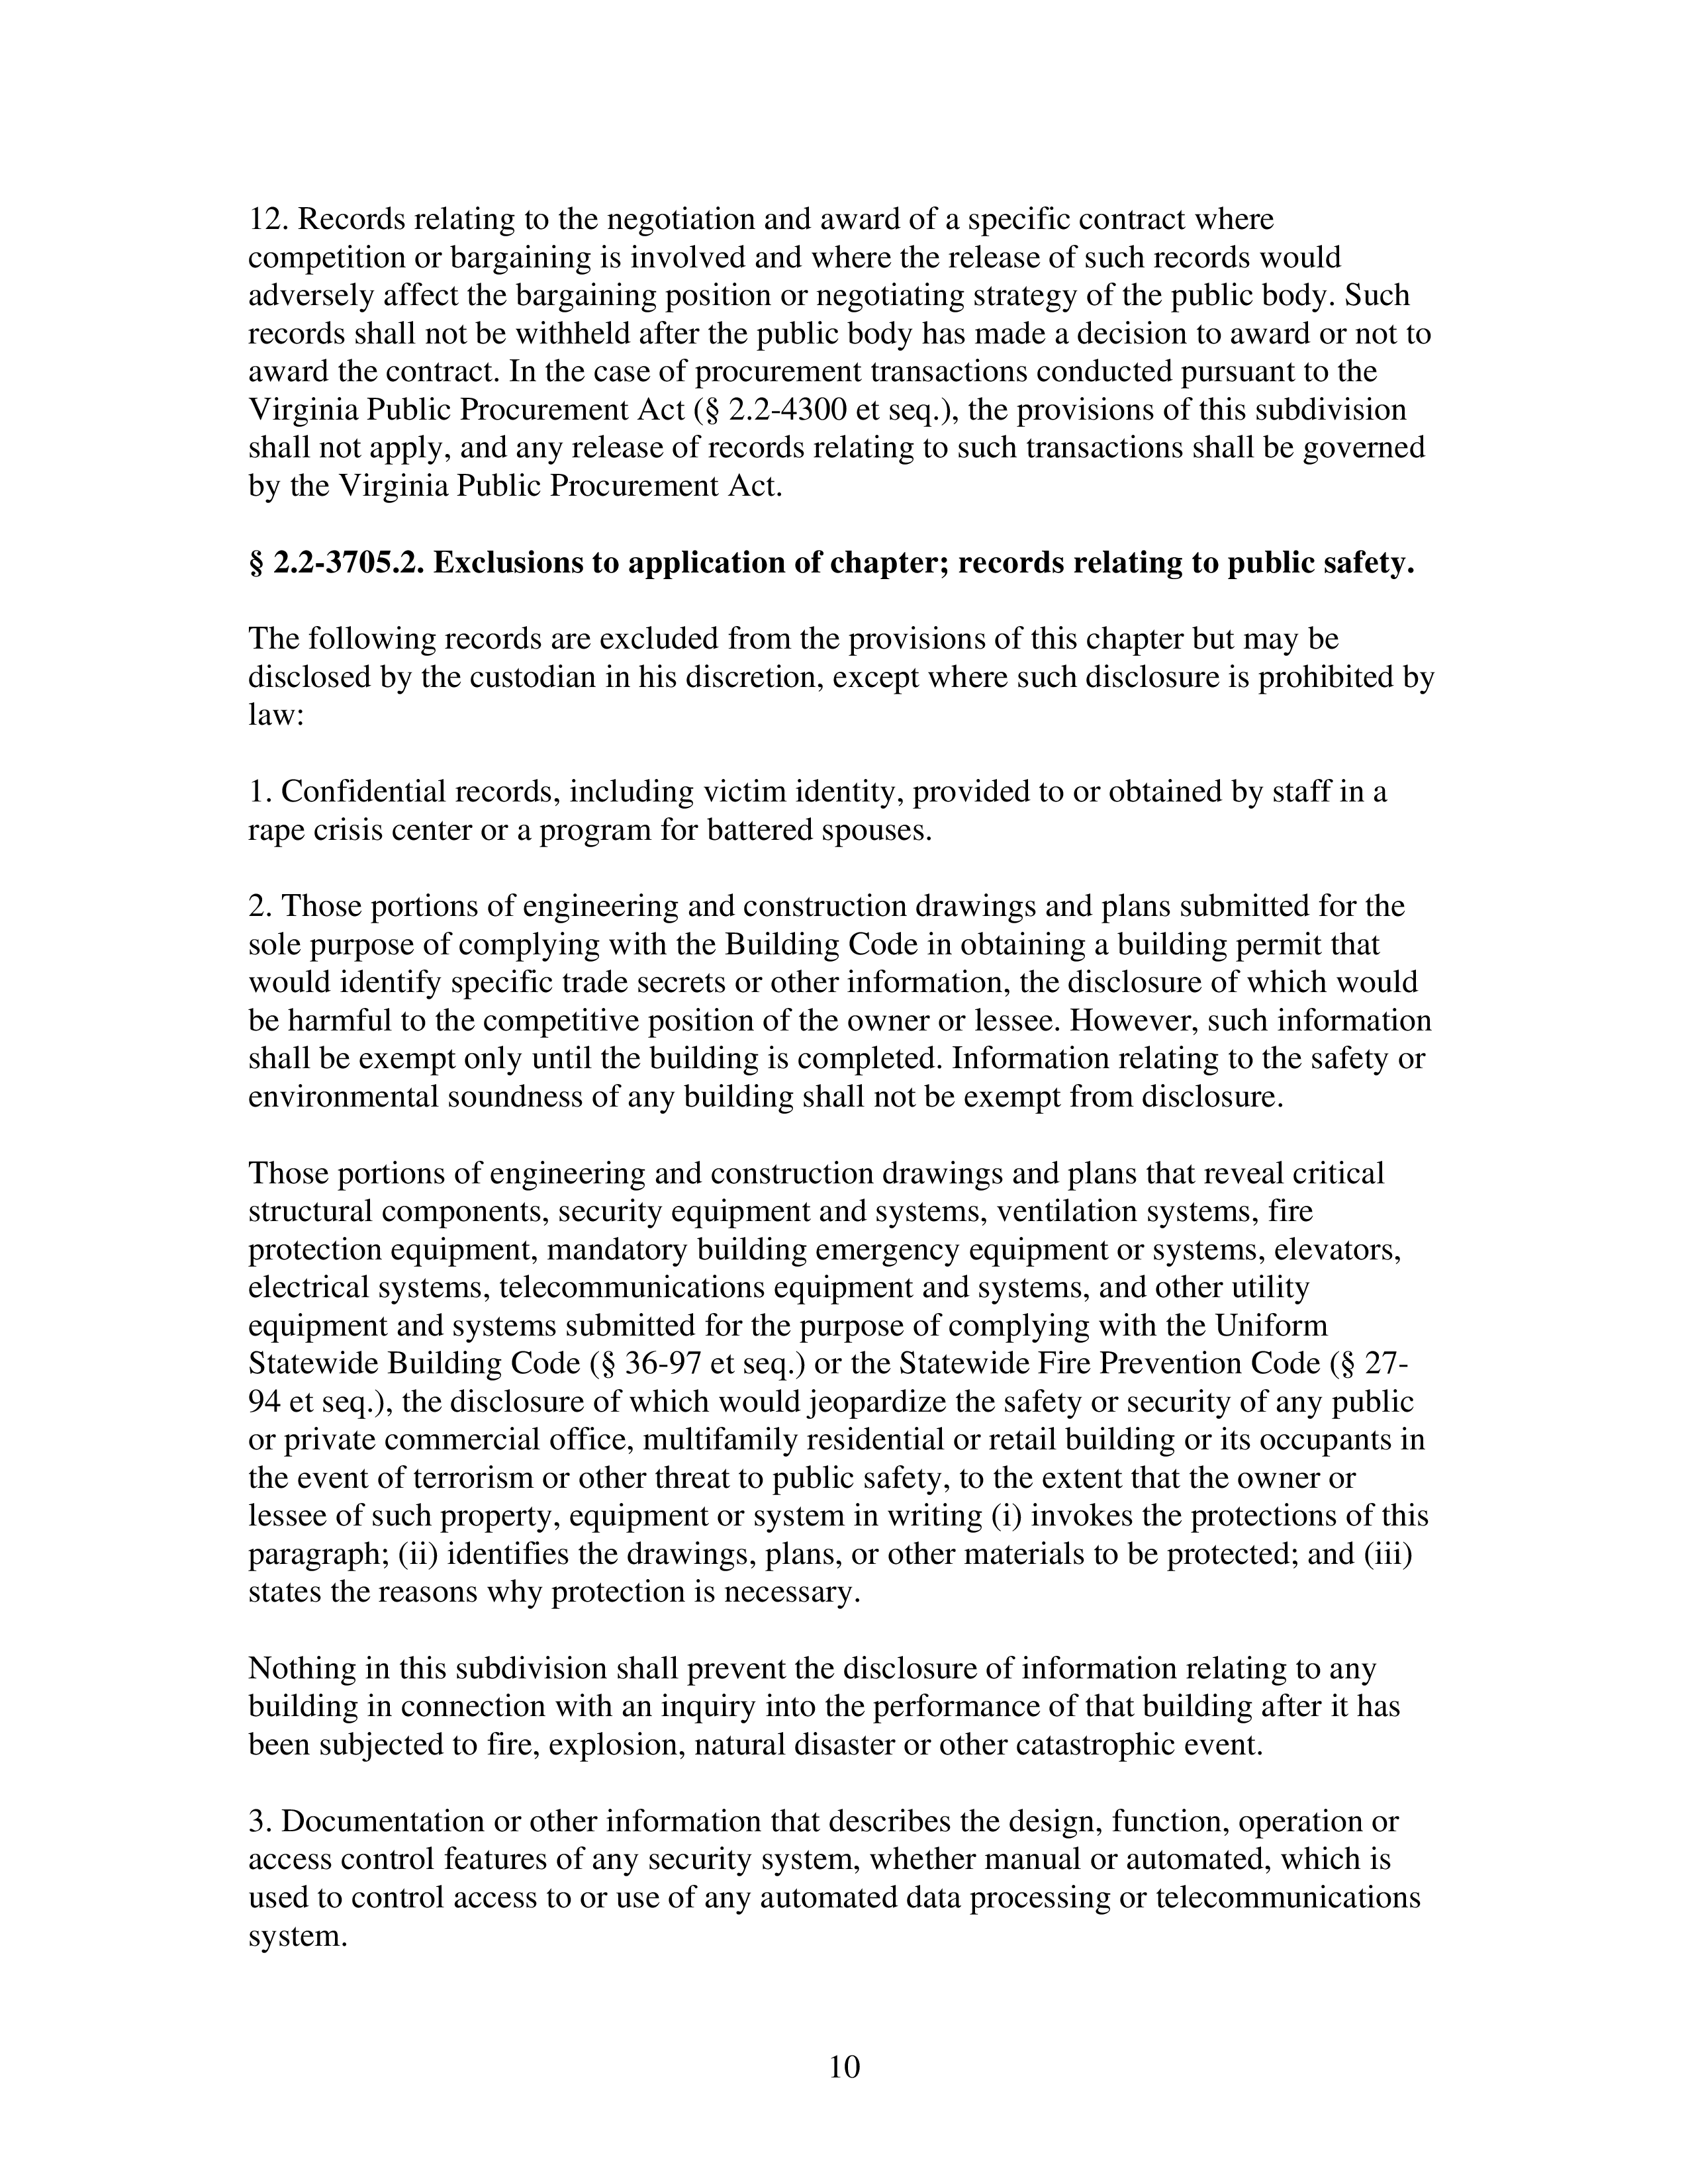 12. Records relating to the negotiation and award of a specific contract where
competition or bargaining is involved and where the release of such records would
adversely affect the bargaining position or negotiating strategy of the public body. Such
records shall not be withheld after the public body has made a decision to award or not to
award the contract. In the case of procurement transactions conducted pursuant to the
Virginia Public Procurement Act (§ 2.2-4300 et seq.), the provisions of this subdivision
shall not apply, and any release of records relating to such transactions shall be governed
by the Virginia Public Procurement Act.
§ 2.2-3705.2. Exclusions to application of chapter; records relating to public safety.
The following records are excluded from the provisions of this chapter but may be
disclosed by the custodian in his discretion, except where such disclosure is prohibited by
law:
1. Confidential records, including victim identity, provided to or obtained by staff in a
rape crisis center or a program for battered spouses.
2. Those portions of engineering and construction drawings and plans submitted for the
sole purpose of complying with the Building Code in obtaining a building permit that
would identify specific trade secrets or other information, the disclosure of which would
be harmful to the competitive position of the owner or lessee. However, such information
shall be exempt only until the building is completed. Information relating to the safety or
environmental soundness of any building shall not be exempt from disclosure.
Those portions of engineering and construction drawings and plans that reveal critical
structural components, security equipment and systems, ventilation systems, fire
protection equipment, mandatory building emergency equipment or systems, elevators,
electrical systems, telecommunications equipment and systems, and other utility
equipment and systems submitted for the purpose of complying with the Uniform
Statewide Building Code (§ 36-97 et seq.) or the Statewide Fire Prevention Code (§ 27-
94 et seq.), the disclosure of which would jeopardize the safety or security of any public
or private commercial office, multifamily residential or retail building or its occupants in
the event of terrorism or other threat to public safety, to the extent that the owner or
lessee of such property, equipment or system in writing (i) invokes the protections of this
paragraph; (ii) identifies the drawings, plans, or other materials to be protected; and (iii)
states the reasons why protection is necessary.
Nothing in this subdivision shall prevent the disclosure of information relating to any
building in connection with an inquiry into the performance of that building after it has
been subjected to fire, explosion, natural disaster or other catastrophic event.
3. Documentation or other information that describes the design, function, operation or
access control features of any security system, whether manual or automated, which is
used to control access to or use of any automated data processing or telecommunications
system.
10